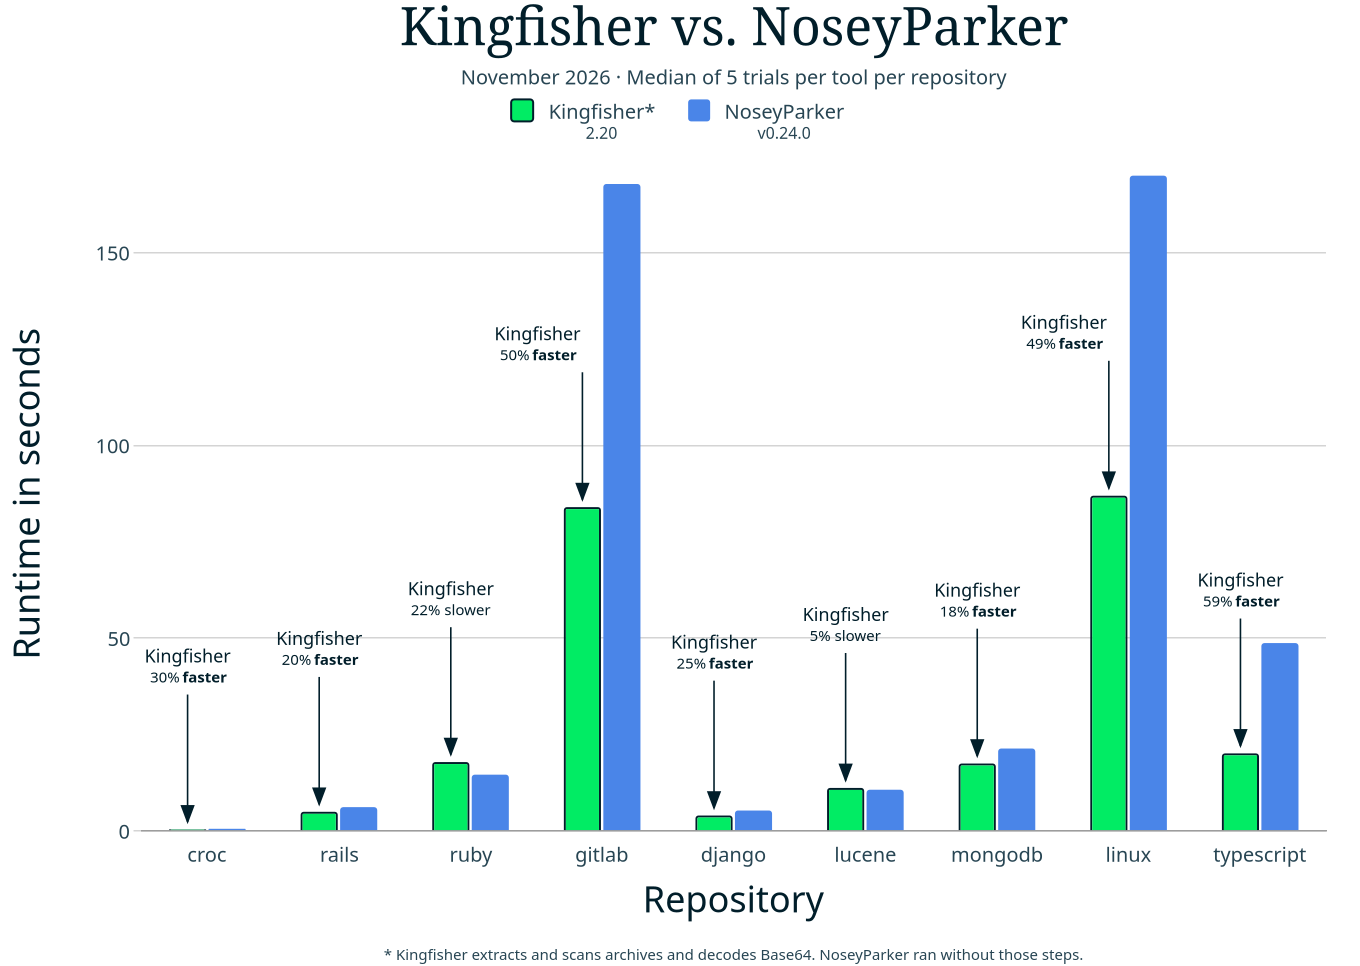 Kingfisher vs. NoseyParker
November 2026 · Median of 5 trials per tool per repository
Kingfisher*
2.20
NoseyParker
v0.24.0
Runtime in seconds
150
100
50
0
Kingfisher
30% faster
Kingfisher
20% faster
Kingfisher
22% slower
Kingfisher
50% faster
Kingfisher
25% faster
Kingfisher
5% slower
Kingfisher
18% faster
Kingfisher
49% faster
Kingfisher
59% faster
croc
rails
ruby
gitlab
django
lucene
mongodb
linux
typescript
Repository
* Kingfisher extracts and scans archives and decodes Base64. NoseyParker ran without those steps.